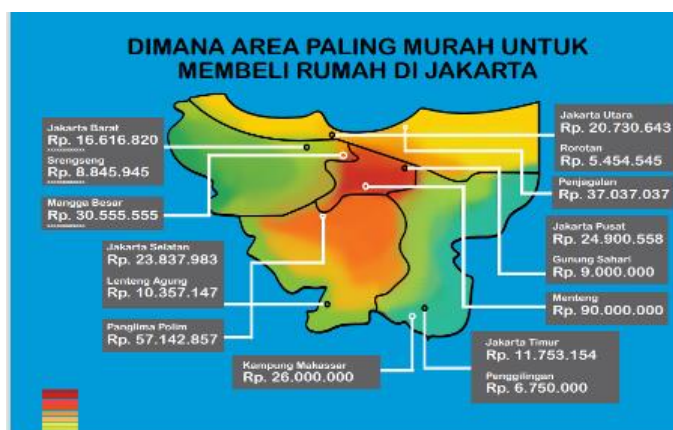 DIMANA AREA PALING MURAH UNTUK
MEMBELI RUMAH DI JAKARTA
Jakarta Barat
Rp. 16.616.820
Srengseng
Rp. 8.845.945
Mangga Besar
Rp. 30.555.555
Jakarta Selatan
Rp. 23.837.983
Lenteng Agung
Rp. 10.357.147
Panglima Polim
Rp. 57.142.857
Kampung Makassar
Rp. 26.000.000
Jakarta Utara
Rp. 20.730.643
Rorotan
Rp. 5.454.545
Penjagalan
Rp. 37.037.037
Jakarta Pusat
Rp. 24.900.558
Gunung Sahari
Rp. 9.000.000
Menteng
Rp. 90.000.000
Jakarta Timur
Rp. 11.753.154
Penggilingan
Rp. 6.750.000